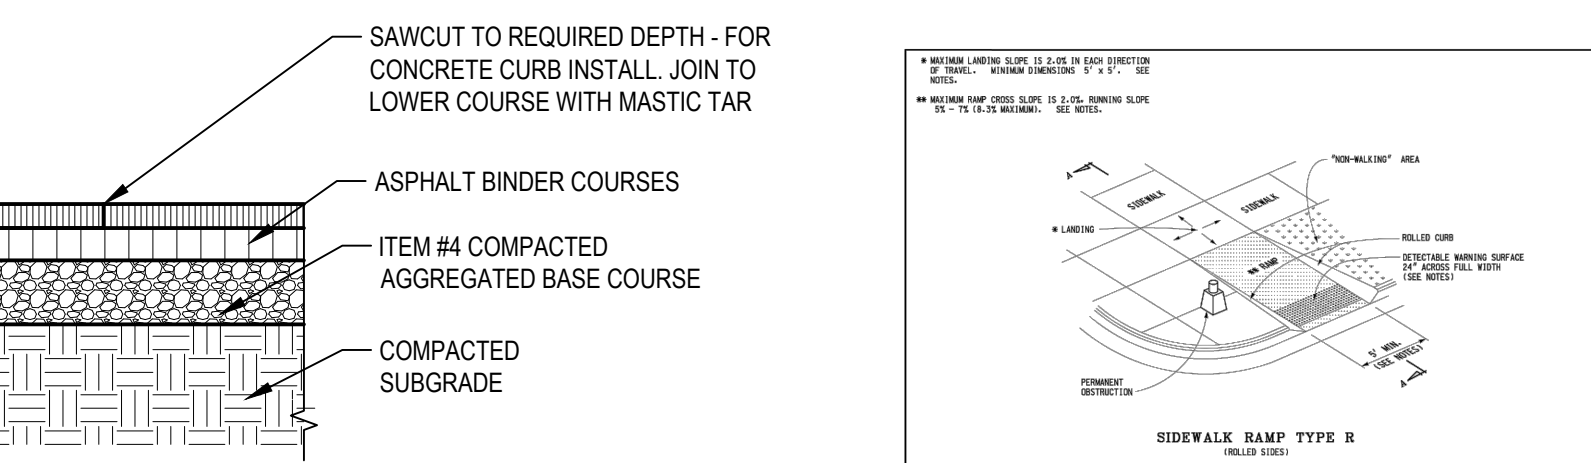 SAWCUT TO REQUIRED DEPTH - FOR
CONCRETE CURB INSTALL. JOIN TO
LOWER COURSE WITH MASTIC TAR
ASPHALT BINDER COURSES
ITEM #4 COMPACTED
AGGREGATED BASE COURSE
COMPACTED
SUBGRADE
* MAXIMUM LANDING SLOPE IS 2.0% IN EACH DIRECTION
OF TRAVEL. MINIMUM DIMENSIONS 5' x 5'. SEE
NOTES.
** MAXIMUM RAMP CROSS SLOPE IS 2.0%. RUNNING SLOPE
5% - 7% (8.3% MAXIMUM). SEE NOTES.
"NON-WALKING" AREA
A
SIDEWALK
SIDEWALK
* LANDING
ROLLED CURB
** RAMP
DETECTABLE WARNING SURFACE
24" ACROSS FULL WIDTH
(SEE NOTES)
5' MIN.
(SEE NOTES)
A
PERMANENT
OBSTRUCTION
SIDEWALK RAMP TYPE R
(ROLLED SIDES)